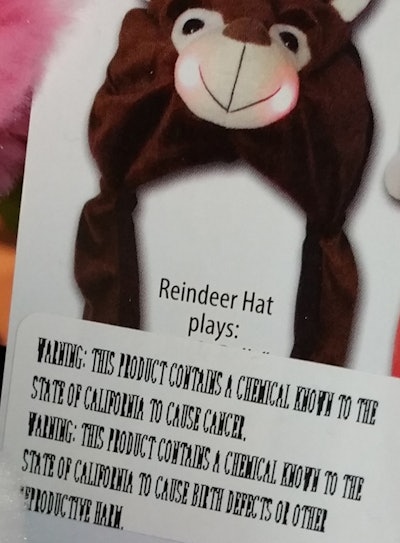 Reindeer Hat
plays:
WARNING: THIS PRODUCT CONTAINS A CHEMICAL KNOWN TO THE
STATE OF CALIFORNIA TO CAUSE CANCER.
WARNING: THIS PRODUCT CONTAINS A CHEMICAL KNOWN TO THE
STATE OF CALIFORNIA TO CAUSE BIRTH DEFECTS OR OTHER
REPRODUCTIVE HARM.